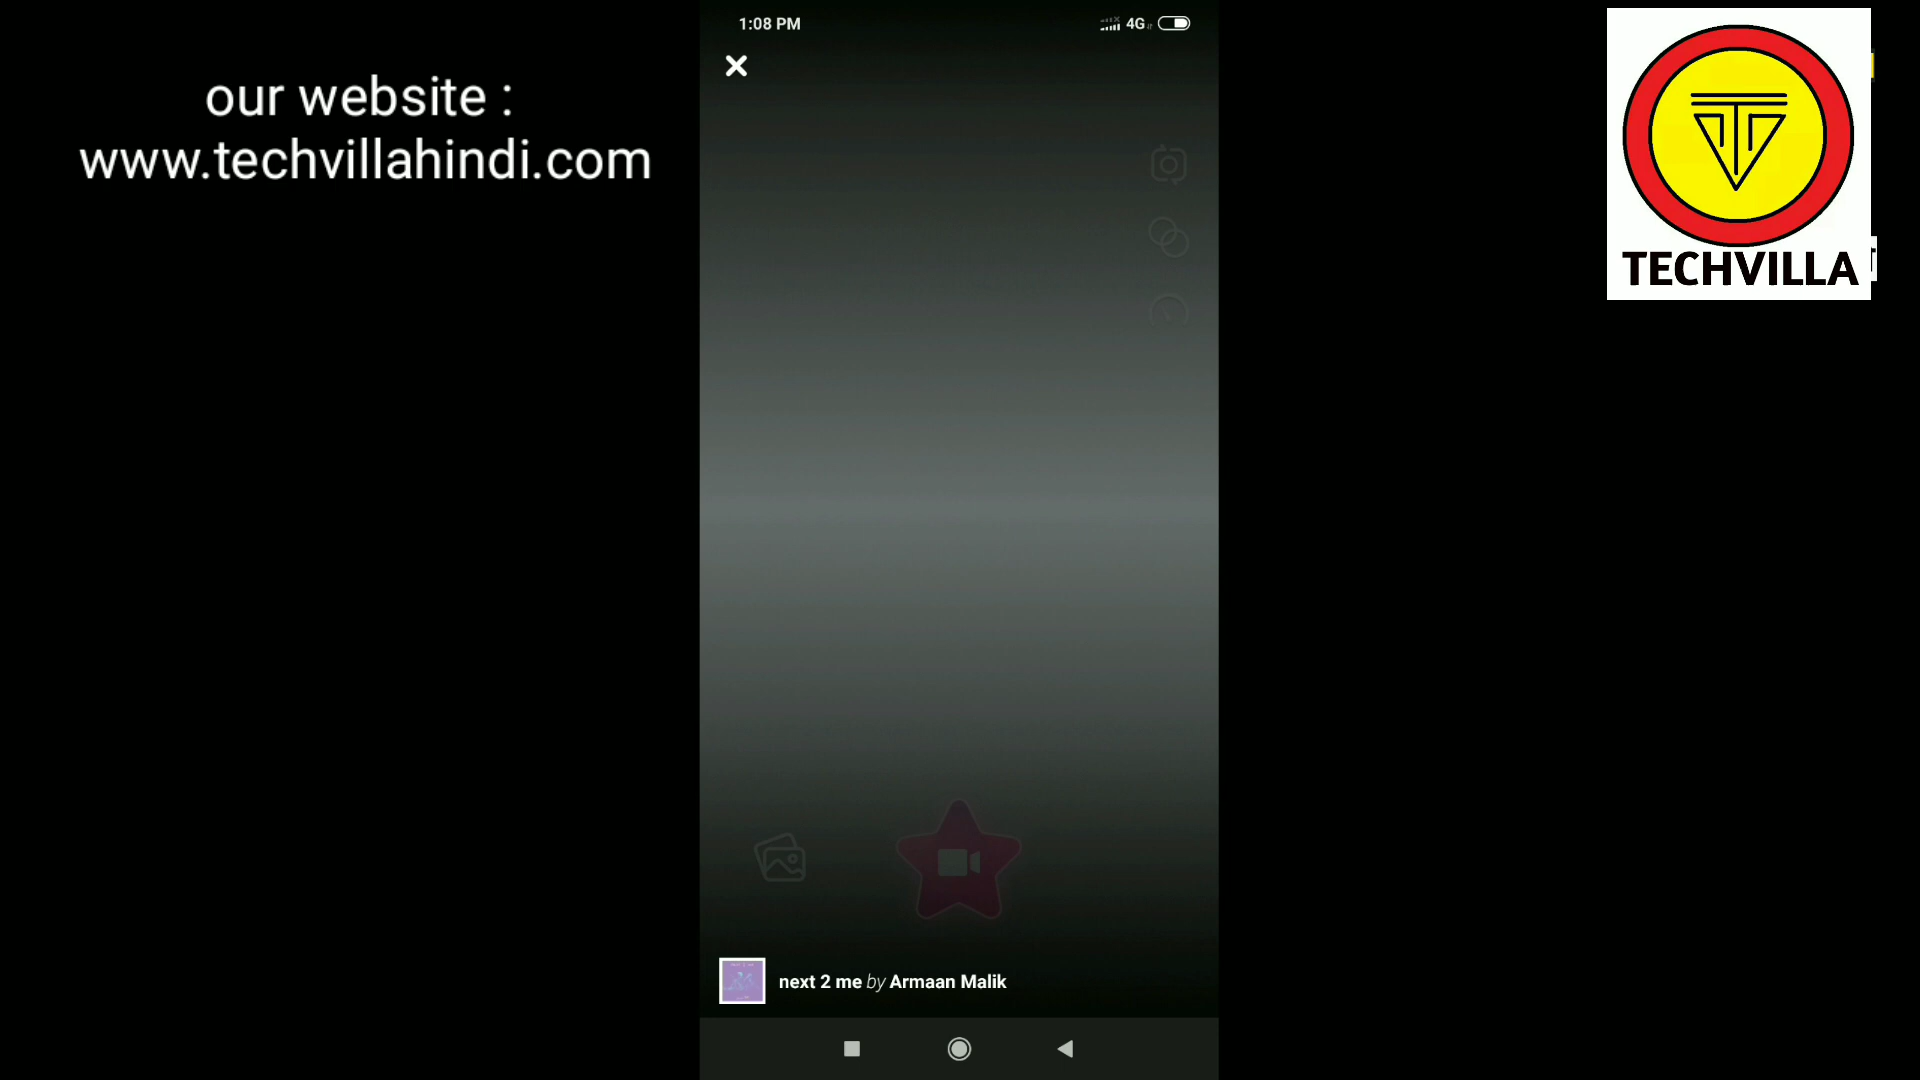 our website :
www.techvillahindi.com
1:08 PM
4G
TECHVILLA
next 2 me by Armaan Malik